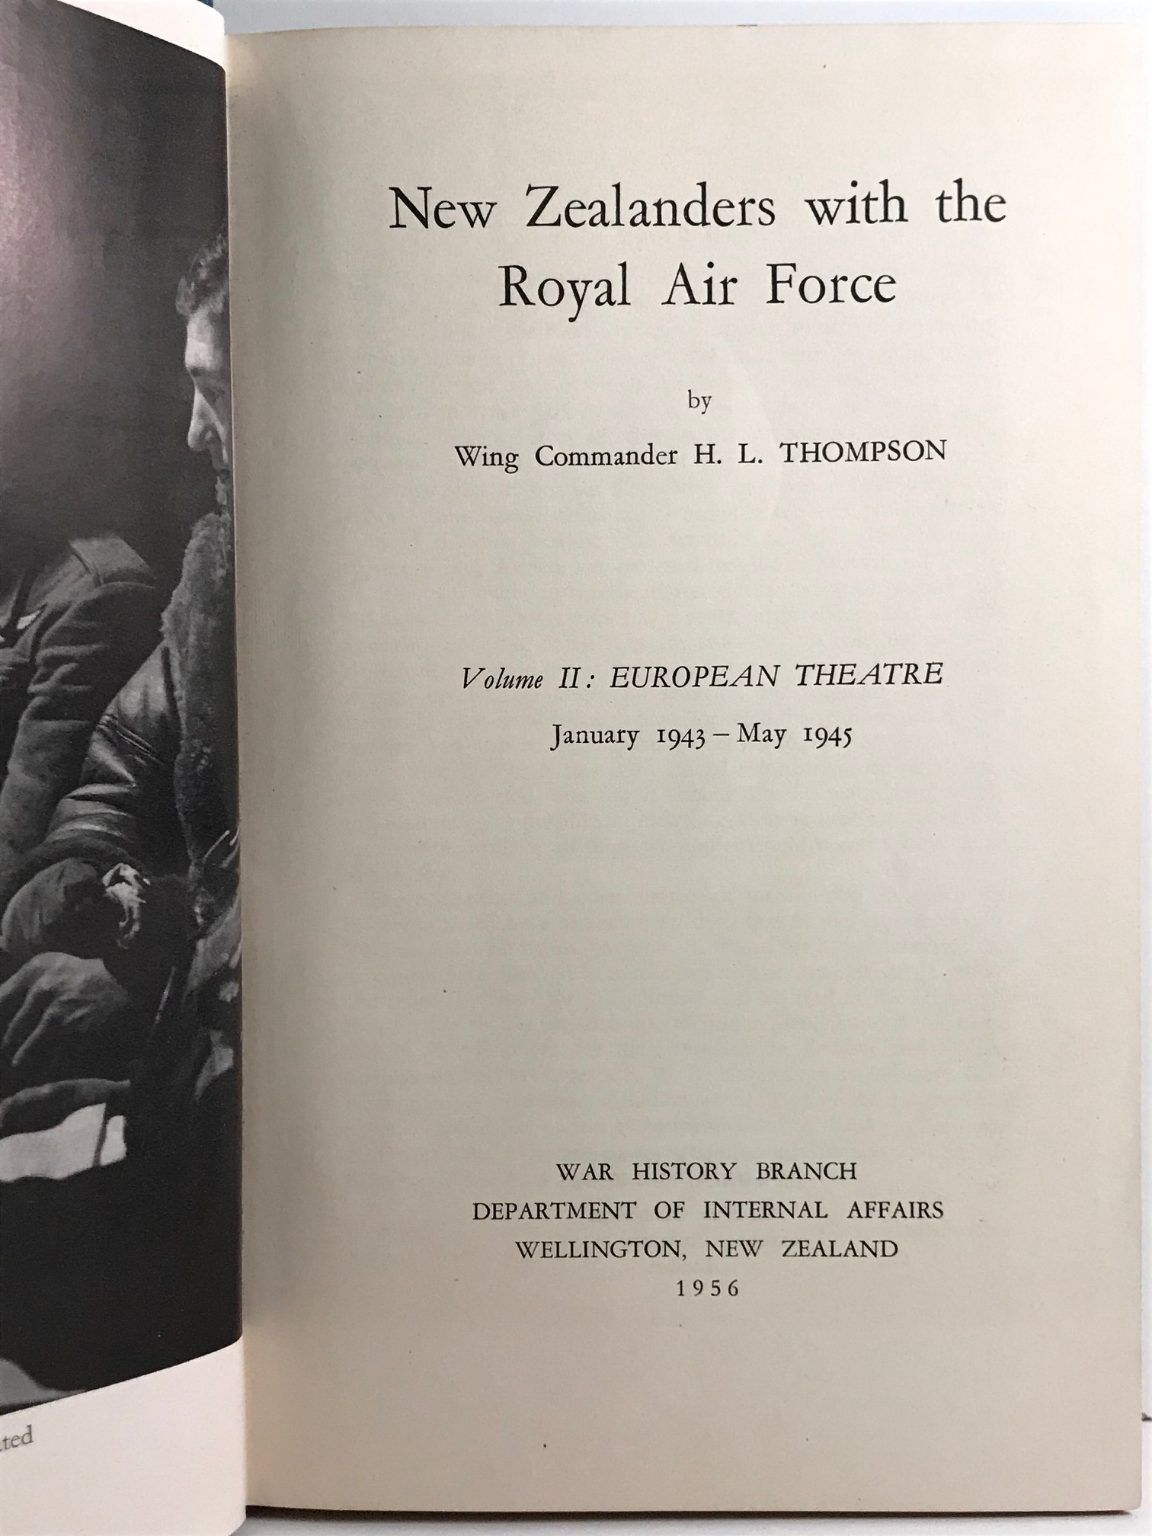 New Zealanders with the
Royal Air Force
by
Wing Commander H. L. THOMPSON
Volume II: EUROPEAN THEATRE
January 1943 – May 1945
WAR HISTORY BRANCH
DEPARTMENT OF INTERNAL AFFAIRS
WELLINGTON, NEW ZEALAND
1956